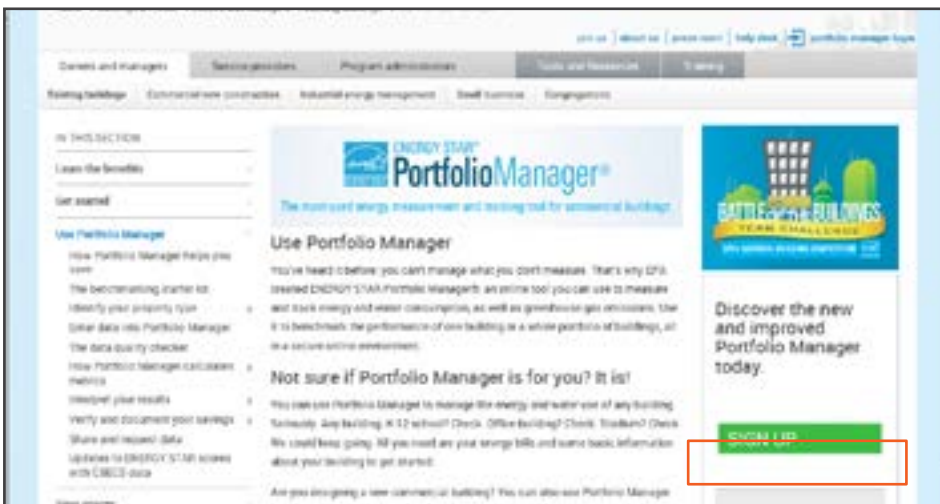 join us | about us | press room | help desk | portfolio manager login
Owners and managers Service providers Program administrators Tools and Resources Training
Existing buildings Commercial new construction Industrial energy management Small business Congregations
IN THIS SECTION
Learn the benefits
Get started
Use Portfolio Manager
How Portfolio Manager helps you save
The benchmarking starter kit
Identify your property type
Enter data into Portfolio Manager
The data quality checker
How Portfolio Manager calculates
metrics
Interpret your results
Verify and document your savings
Share and request data
Updates to ENERGY STAR scores
with CBECS data
ENERGY STAR®
PortfolioManager®
The most-used energy measurement and tracking tool for commercial buildings
Use Portfolio Manager
You've heard it before: you can't manage what you don't measure. That's why EPA
created ENERGY STAR Portfolio Manager®, an online tool you can use to measure
and track energy and water consumption, as well as greenhouse gas emissions. Use
it to benchmark the performance of one building or a whole portfolio of buildings, all
in a secure online environment.
Not sure if Portfolio Manager is for you? It is!
You can use Portfolio Manager to manage the energy and water use of any building.
Seriously. Any building. K-12 school? Check. Office building? Check. Stadium? Check.
We could keep going. All you need are your energy bills and some basic information
about your building to get started.
Are you designing a new commercial building? You can also use Portfolio Manager
BATTLE OF THE BUILDINGS
TEAM CHALLENGE
Discover the new
and improved
Portfolio Manager
today.
SIGN UP